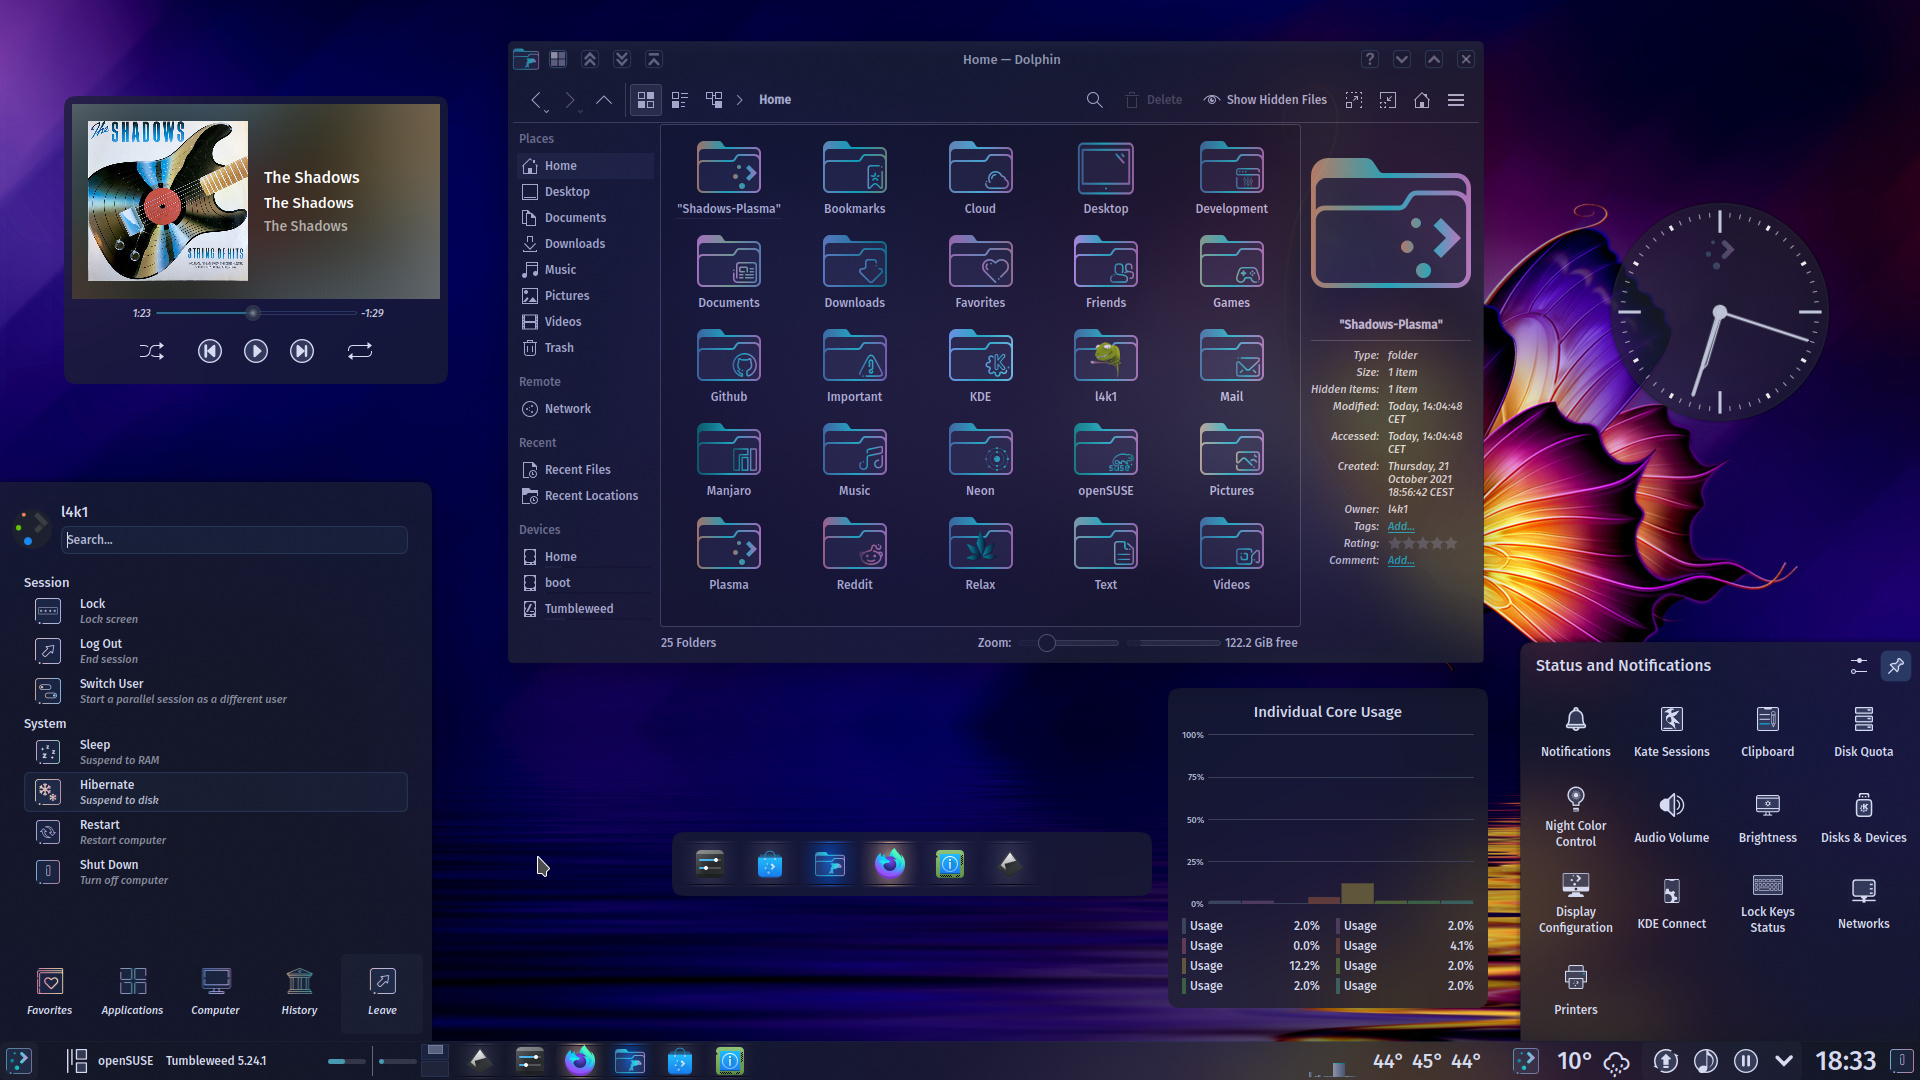 Home — Dolphin
Home
Delete
Show Hidden Files
The SHADOWS
STRING OF HITS
The Shadows
The Shadows
The Shadows
1:23
-1:29
Places
Home
Desktop
Documents
Downloads
Music
Pictures
Videos
Trash
Remote
Network
Recent
Recent Files
Recent Locations
Devices
Home
boot
Tumbleweed
"Shadows-Plasma"
Bookmarks
Cloud
Desktop
Development
Documents
Downloads
Favorites
Friends
Games
Github
Important
KDE
l4k1
Mail
Manjaro
Music
Neon
SUSE
openSUSE
Pictures
Plasma
Reddit
Relax
Text
Videos
25 Folders
Zoom:
122.2 GiB free
"Shadows-Plasma"
Type: folder
Size: 1 item
Hidden items: 1 item
Modified: Today, 14:04:48
CET
Accessed: Today, 14:04:48
CET
Created: Thursday, 21
October 2021
18:56:42 CEST
Owner: l4k1
Tags: Add...
Rating:
Comment: Add...
l4k1
Search...
Session
Lock
Lock screen
Log Out
End session
Switch User
Start a parallel session as a different user
System
Sleep
Suspend to RAM
Hibernate
Suspend to disk
Restart
Restart computer
Shut Down
Turn off computer
Favorites
Applications
Computer
History
Leave
Individual Core Usage
100%
75%
50%
25%
0%
Usage 2.0% Usage 2.0%
Usage 0.0% Usage 4.1%
Usage 12.2% Usage 2.0%
Usage 2.0% Usage 2.0%
Status and Notifications
Notifications
Kate Sessions
Clipboard
Disk Quota
Night Color
Control
Audio Volume
Brightness
Disks & Devices
Display
Configuration
KDE Connect
Lock Keys
Status
Networks
Printers
openSUSE Tumbleweed 5.24.1
44° 45° 44°
10°
18:33